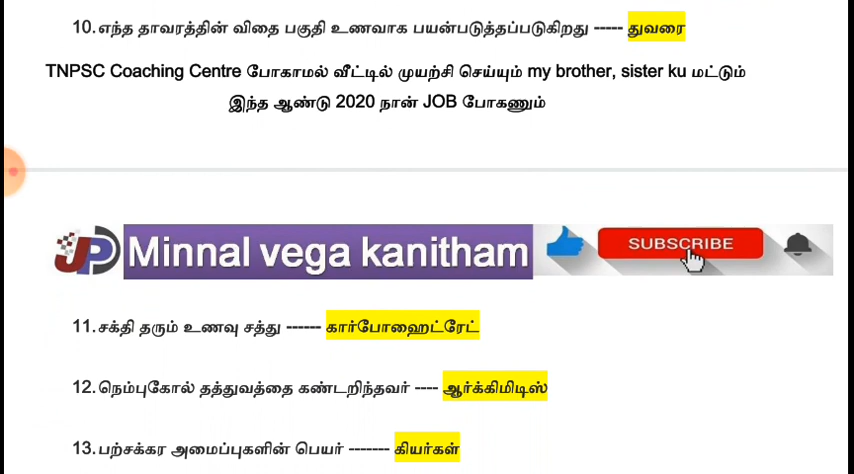 10.எந்த தாவரத்தின் விதை பகுதி உணவாக பயன்படுத்தப்படுகிறது ----- துவரை
TNPSC Coaching Centre போகாமல் வீட்டில் முயற்சி செய்யும் my brother, sister ku மட்டும்
இந்த ஆண்டு 2020 நான் JOB போகணும்
JP Minnal vega kanitham SUBSCRIBE
11.சக்தி தரும் உணவு சத்து ------ கார்போஹைட்ரேட்
12.நெம்புகோல் தத்துவத்தை கண்டறிந்தவர் ---- ஆர்க்கிமிடிஸ்
13.பற்சக்கர அமைப்புகளின் பெயர் ------- கியர்கள்